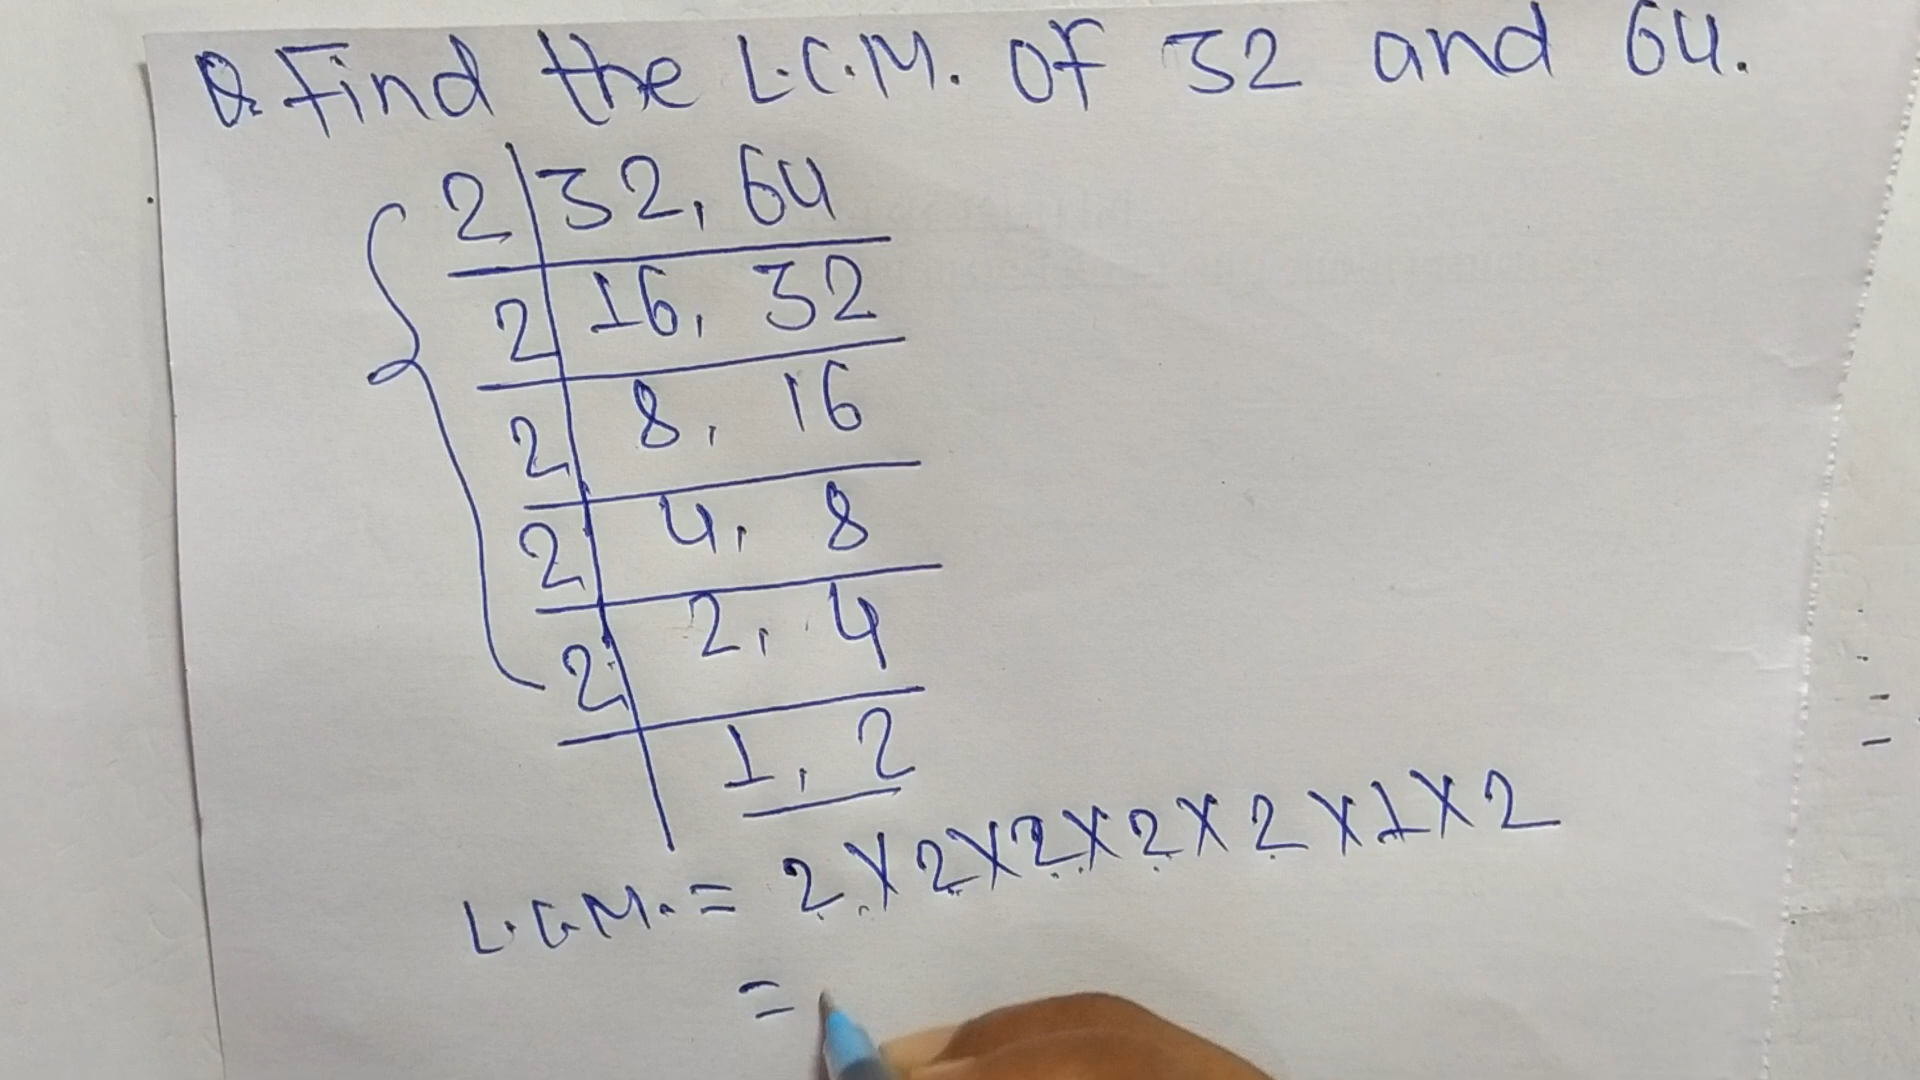 Q. Find the L.C.M. Of 32 and 64.
2 | 32, 64
2 | 16, 32
2 | 8, 16
2 | 4, 8
2 | 2, 4
1, 2
L.C.M. = 2 X 2 X 2 X 2 X 2 X 1 X 2
=